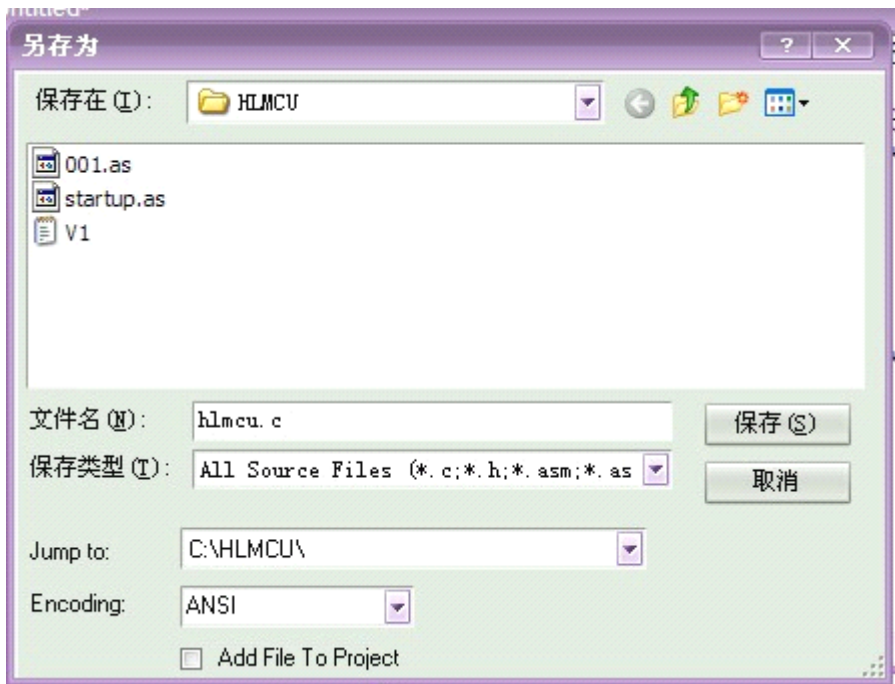 另存为
保存在(I): HLMCU
001.as
startup.as
V1
文件名(N): hlmcu.c 保存(S)
保存类型(T): All Source Files (*.c;*.h;*.asm;*.as 取消
Jump to: C:\HLMCU\
Encoding: ANSI
Add File To Project